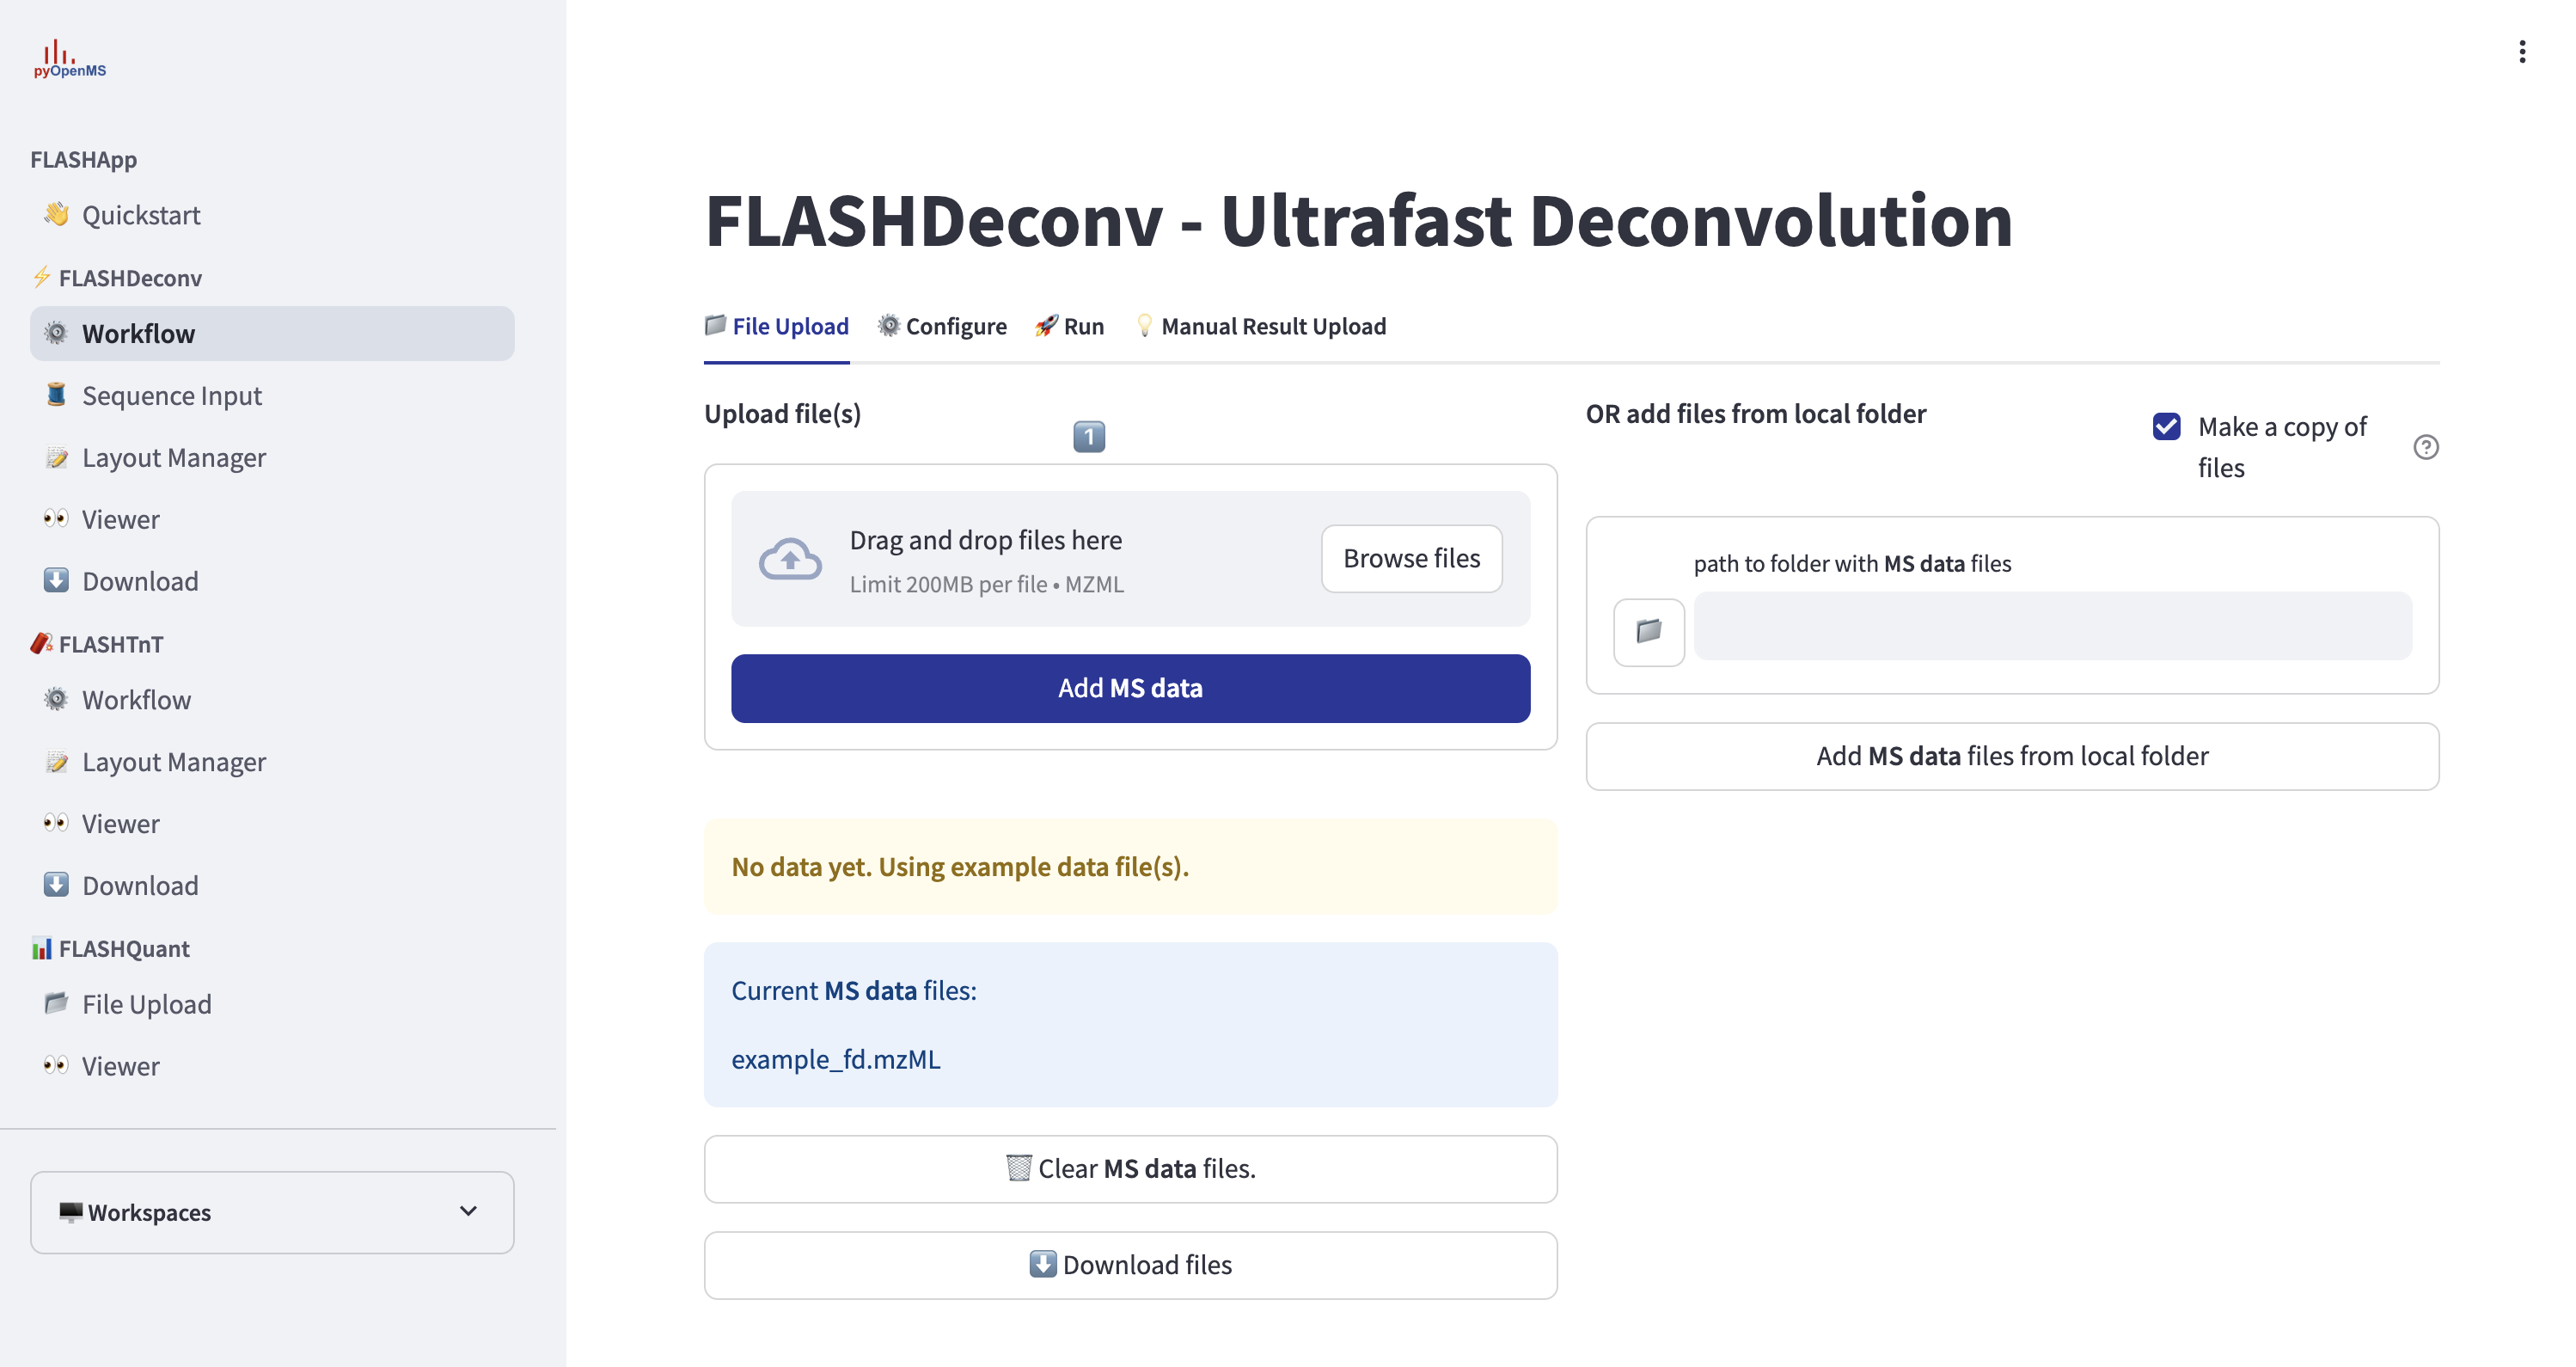 pyOpenMS
FLASHApp
Quickstart
FLASHDeconv
Workflow
Sequence Input
Layout Manager
Viewer
Download
FLASHTnT
Workflow
Layout Manager
Viewer
Download
FLASHQuant
File Upload
Viewer
Workspaces
FLASHDeconv - Ultrafast Deconvolution
File Upload
Configure
Run
Manual Result Upload
Upload file(s)
1
Drag and drop files here
Limit 200MB per file • MZML
Browse files
Add MS data
OR add files from local folder
Make a copy of
files
path to folder with MS data files
Add MS data files from local folder
No data yet. Using example data file(s).
Current MS data files:
example_fd.mzML
Clear MS data files.
Download files